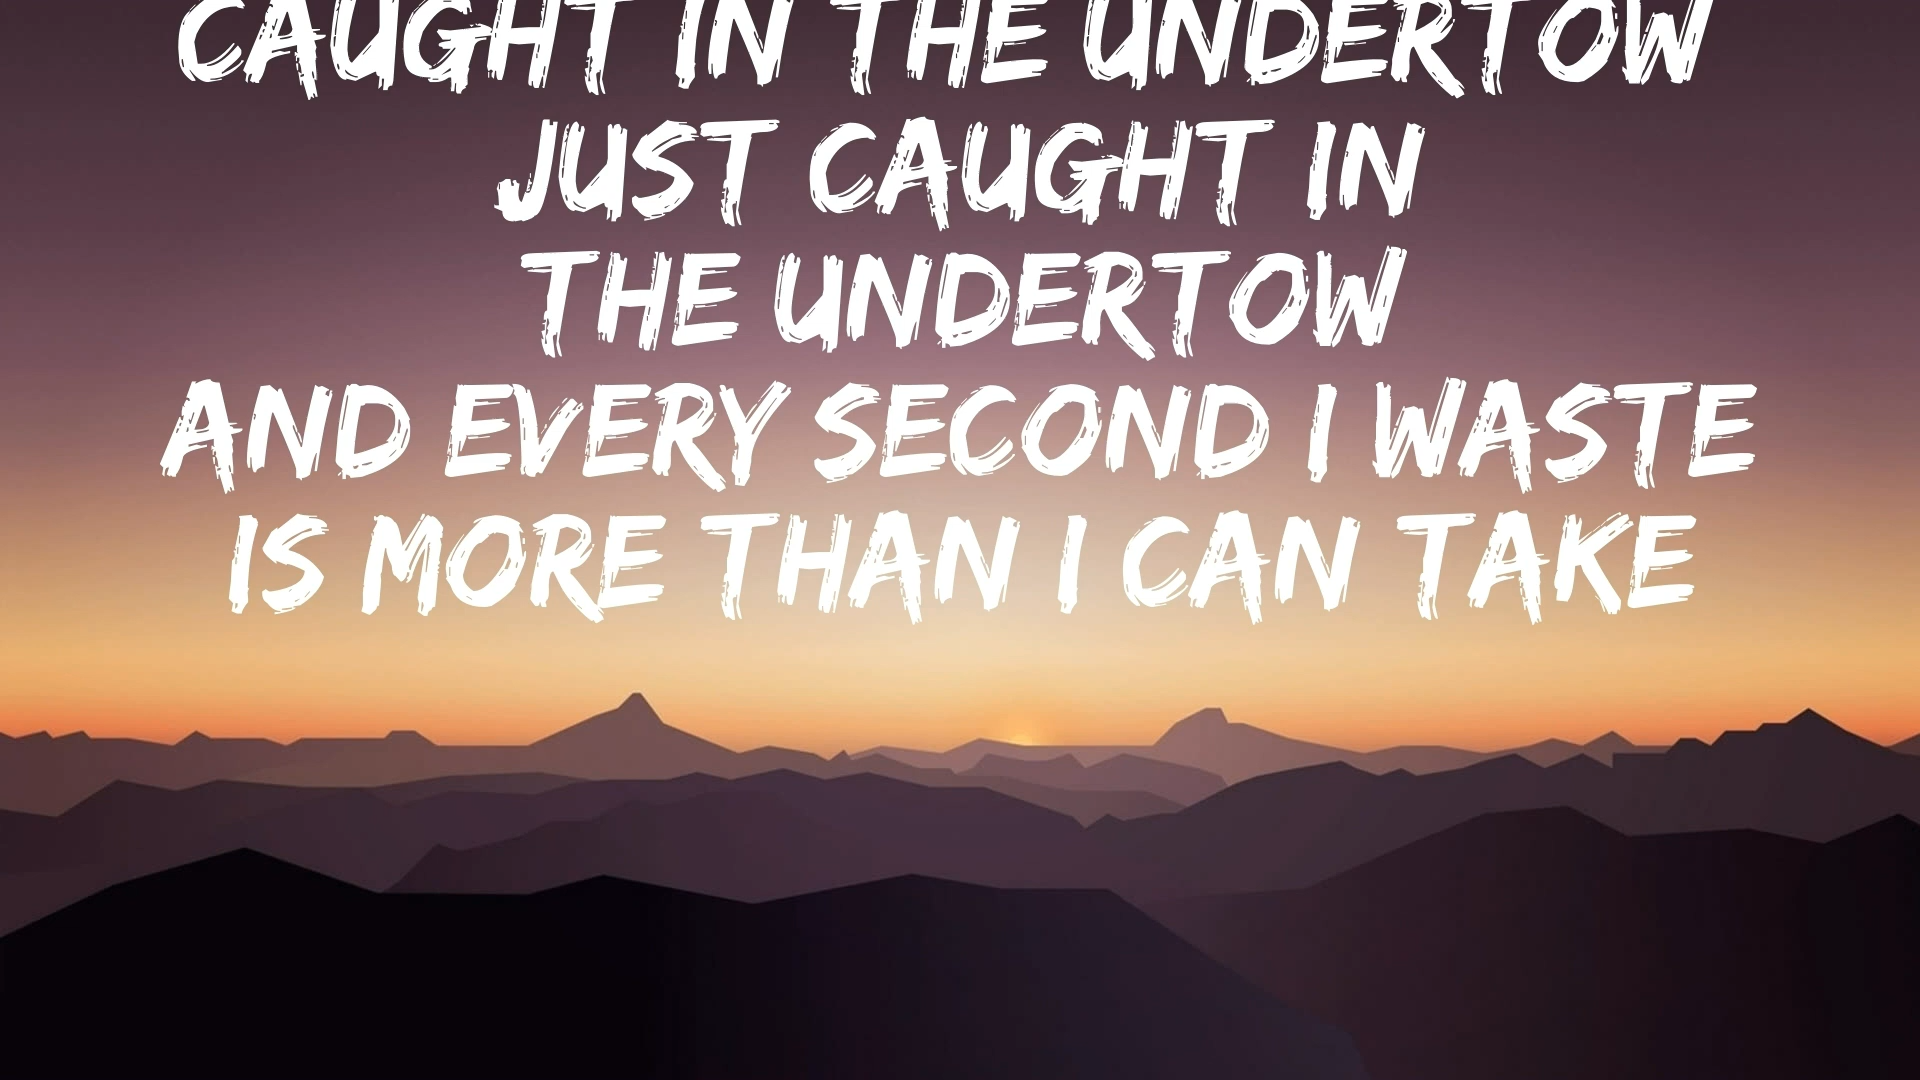 CAUGHT IN THE UNDERTOW
JUST CAUGHT IN
THE UNDERTOW
AND EVERY SECOND I WASTE
IS MORE THAN I CAN TAKE